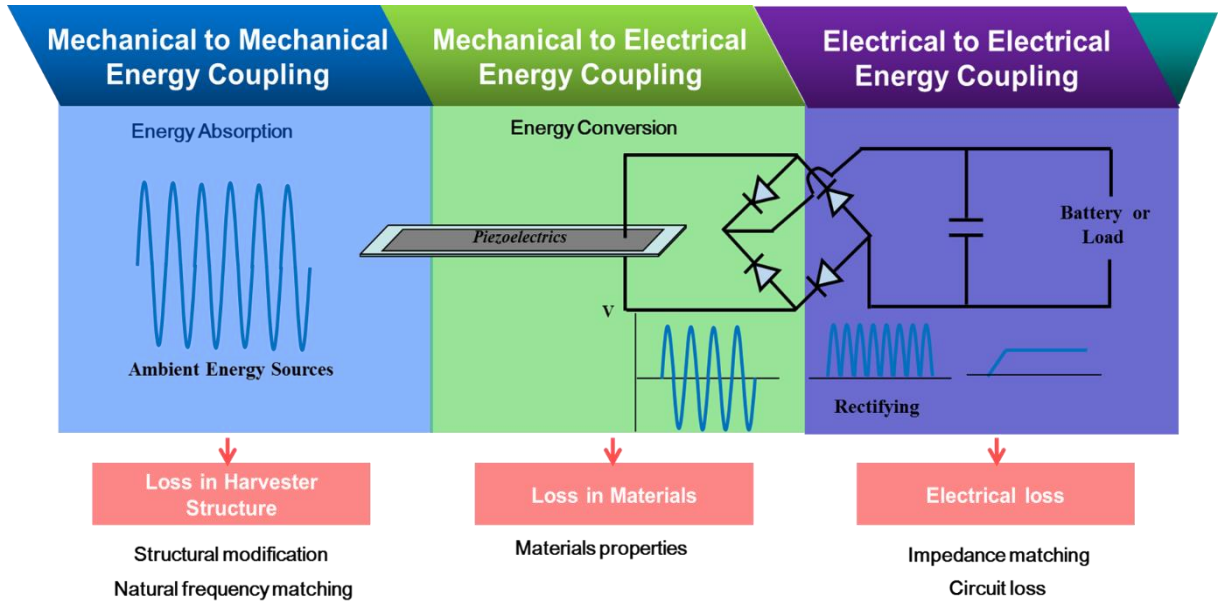 Mechanical to Mechanical
Energy Coupling
Mechanical to Electrical
Energy Coupling
Electrical to Electrical
Energy Coupling
Energy Absorption
Energy Conversion
Piezoelectrics
Battery or
Load
V
Ambient Energy Sources
Rectifying
Loss in Harvester
Structure
Loss in Materials
Electrical loss
Structural modification
Natural frequency matching
Materials properties
Impedance matching
Circuit loss